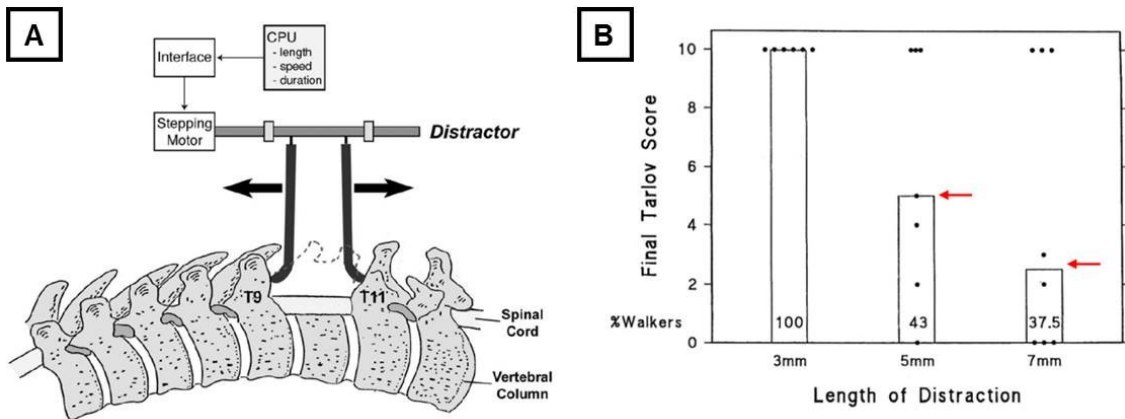 A
CPU
- length
- speed
- duration
Interface
Stepping
Motor
Distractor
T9
T11
Spinal
Cord
Vertebral
Column
B
Final Tarlov Score
10
8
6
4
2
0
%Walkers
100
43
37.5
3mm
5mm
7mm
Length of Distraction